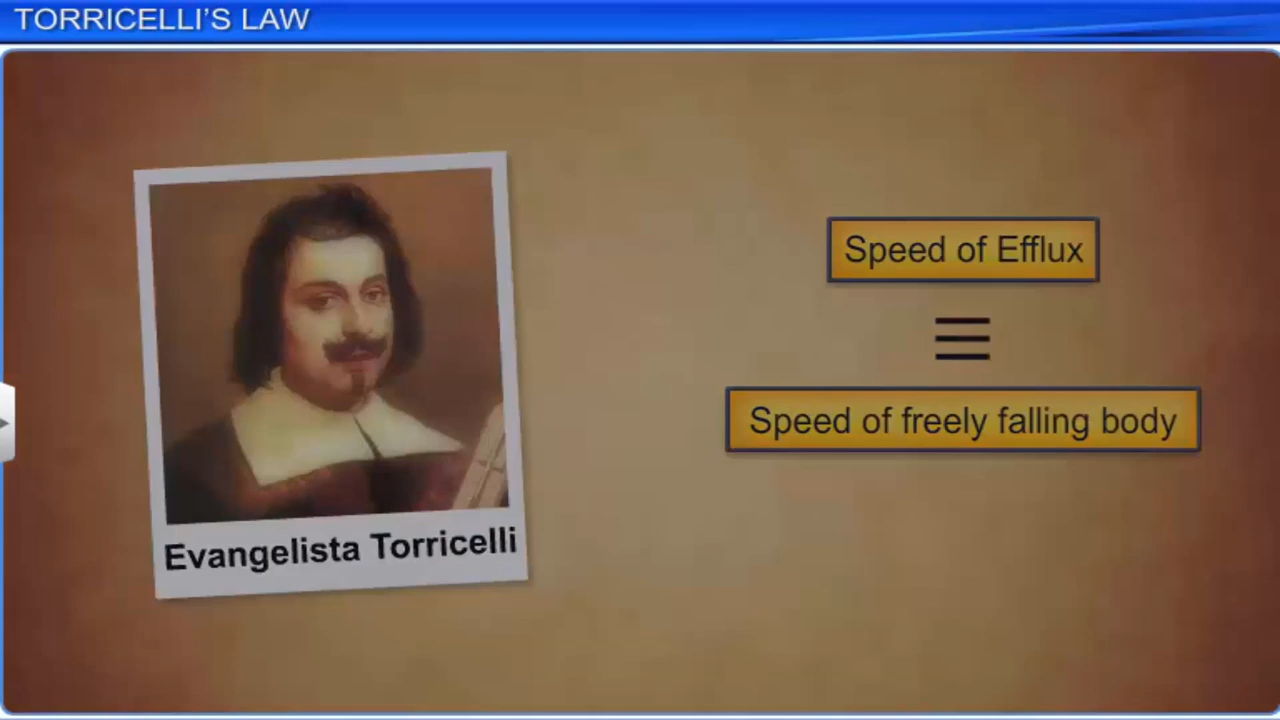 TORRICELLI’S LAW
Speed of Efflux
≡
Speed of freely falling body
Evangelista Torricelli